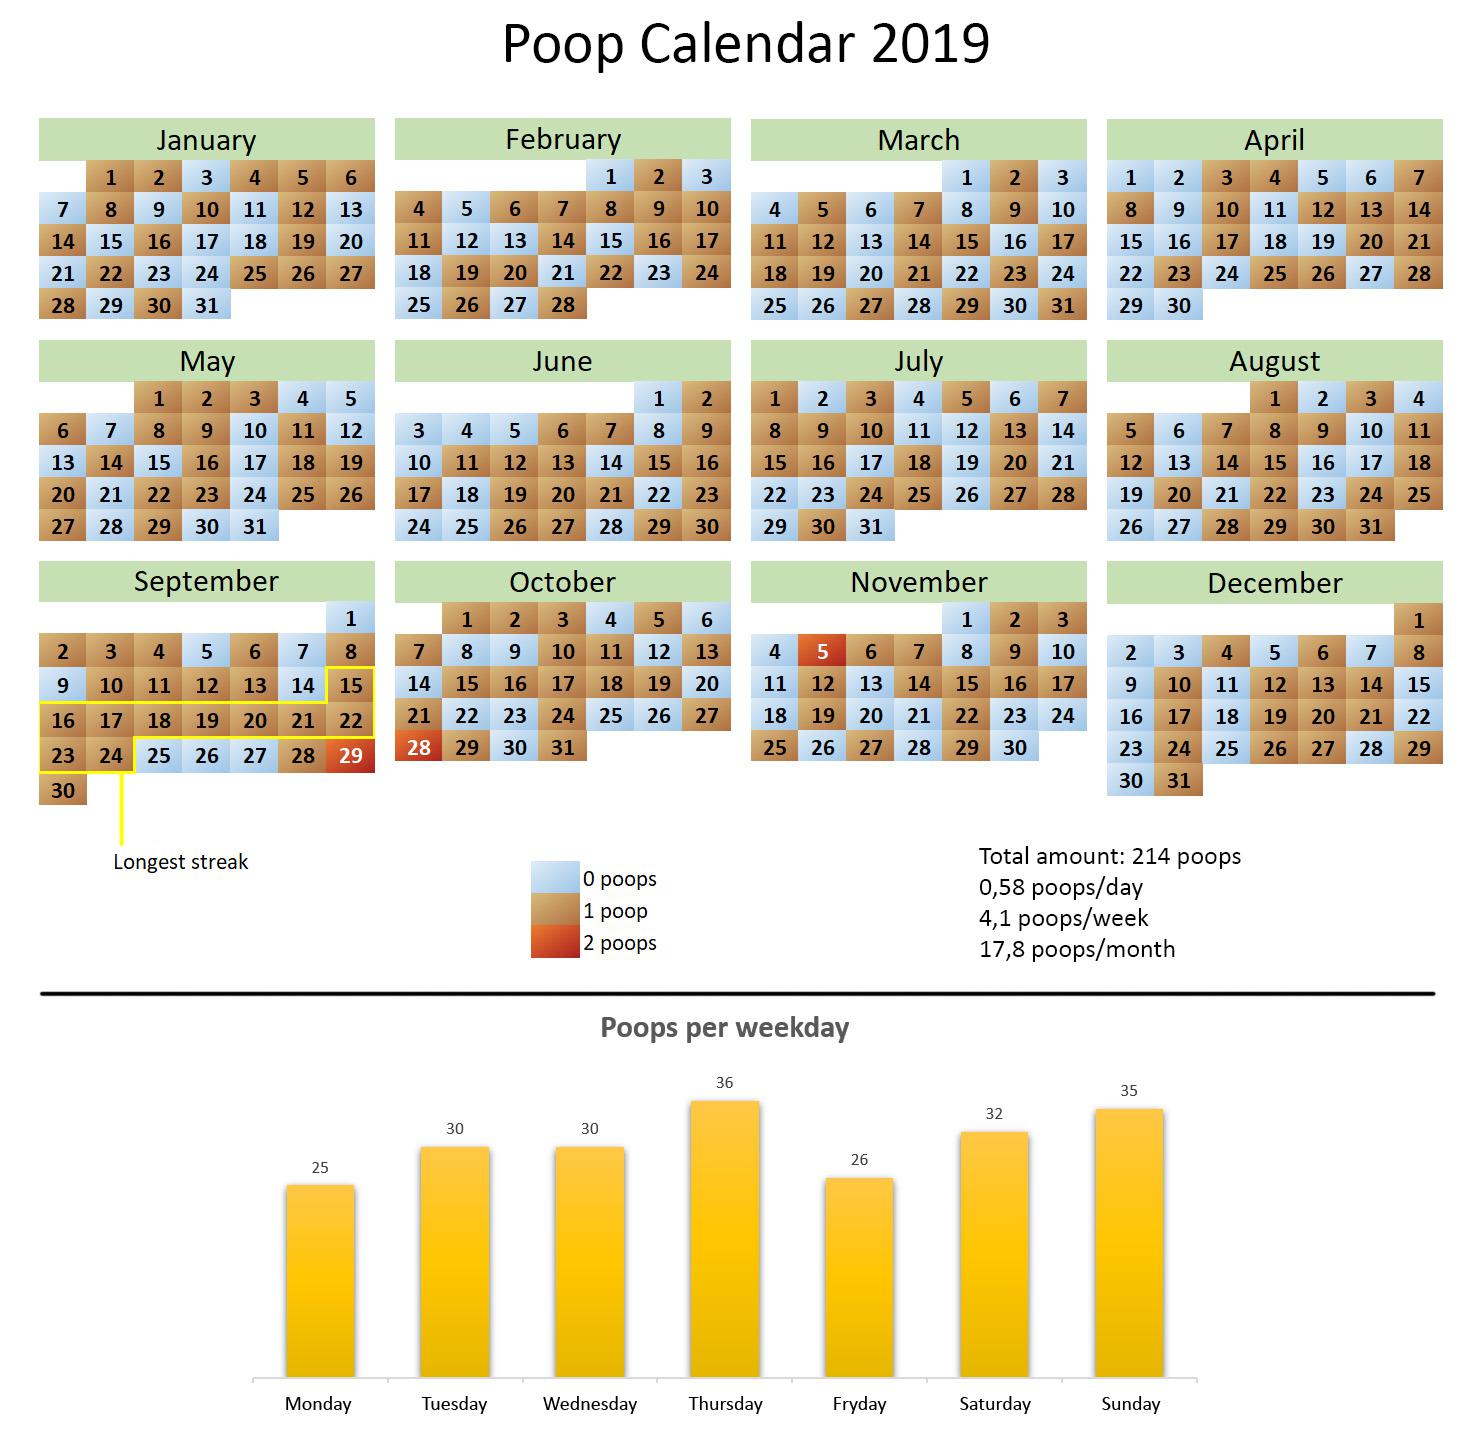 Poop Calendar 2019
January February March April
1 2 3 4 5 6 1 2 3 1 2 3 1 2 3 4 5 6 7
7 8 9 10 11 12 13 4 5 6 7 8 9 10 4 5 6 7 8 9 10 8 9 10 11 12 13 14
14 15 16 17 18 19 20 11 12 13 14 15 16 17 11 12 13 14 15 16 17 15 16 17 18 19 20 21
21 22 23 24 25 26 27 18 19 20 21 22 23 24 18 19 20 21 22 23 24 22 23 24 25 26 27 28
28 29 30 31 25 26 27 28 25 26 27 28 29 30 31 29 30
May June July August
1 2 3 4 5 1 2 1 2 3 4 5 6 7 1 2 3 4
6 7 8 9 10 11 12 3 4 5 6 7 8 9 8 9 10 11 12 13 14 5 6 7 8 9 10 11
13 14 15 16 17 18 19 10 11 12 13 14 15 16 15 16 17 18 19 20 21 12 13 14 15 16 17 18
20 21 22 23 24 25 26 17 18 19 20 21 22 23 22 23 24 25 26 27 28 19 20 21 22 23 24 25
27 28 29 30 31 24 25 26 27 28 29 30 29 30 31 26 27 28 29 30 31
September October November December
1 1 2 3 4 5 6 1 2 3 1
2 3 4 5 6 7 8 7 8 9 10 11 12 13 4 5 6 7 8 9 10 2 3 4 5 6 7 8
9 10 11 12 13 14 15 14 15 16 17 18 19 20 11 12 13 14 15 16 17 9 10 11 12 13 14 15
16 17 18 19 20 21 22 21 22 23 24 25 26 27 18 19 20 21 22 23 24 16 17 18 19 20 21 22
23 24 25 26 27 28 29 28 29 30 31 25 26 27 28 29 30 23 24 25 26 27 28 29
30 30 31
Longest streak
0 poops
1 poop
2 poops
Total amount: 214 poops
0,58 poops/day
4,1 poops/week
17,8 poops/month
Poops per weekday
25 30 30 36 26 32 35
Monday Tuesday Wednesday Thursday Fryday Saturday Sunday